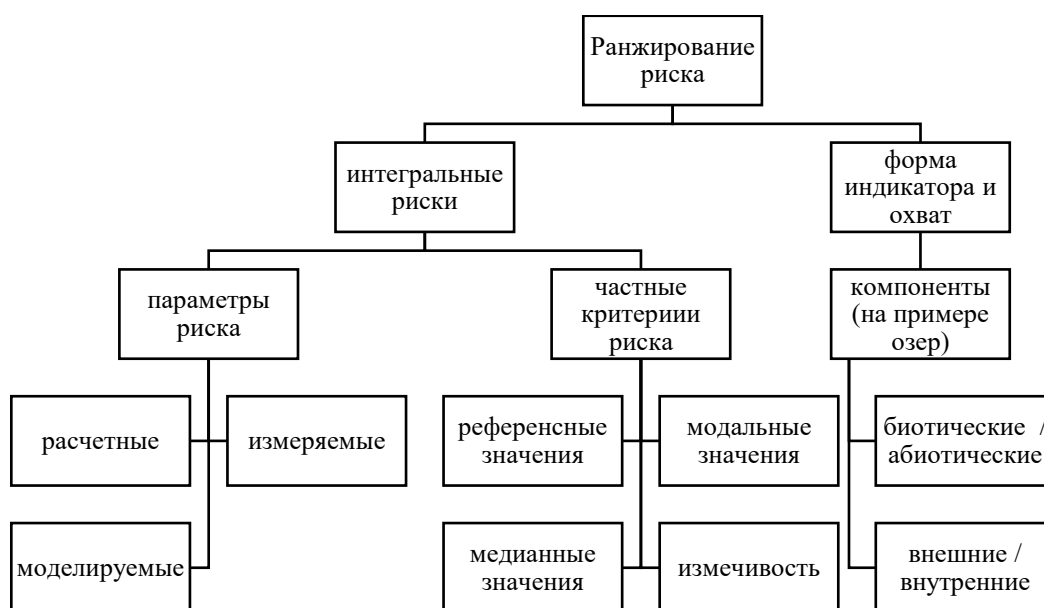 Ранжирование
риска
интегральные
риски
форма
индикатора и
охват
параметры
риска
частные
критериии
риска
компоненты
(на примере
озер)
расчетные
измеряемые
референсные
значения
модальные
значения
биотические /
абиотические
моделируемые
медианные
значения
измечивость
внешние /
внутренние